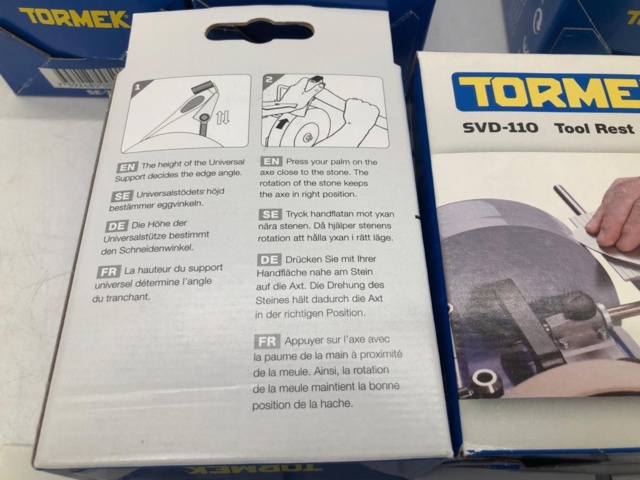 TORMEK
1
2
EN The height of the Universal
Support decides the edge angle.
SE Universalstödets höjd
bestämmer eggvinkeln.
DE Die Höhe der
Universalstütze bestimmt
den Schneidenwinkel.
FR La hauteur du support
universel détermine l'angle
du tranchant.
EN Press your palm on the
axe close to the stone. The
rotation of the stone keeps
the axe in right position.
SE Tryck handflatan mot yxan
nära stenen. Då hjälper stenens
rotation att hålla yxan i rätt läge.
DE Drücken Sie mit Ihrer
Handfläche nahe am Stein
auf die Axt. Die Drehung des
Steines hält dadurch die Axt
in der richtigen Position.
FR Appuyer sur l'axe avec
la paume de la main à proximité
de la meule. Ainsi, la rotation
de la meule maintient la bonne
position de la hache.
TORMEK
SVD-110 Tool Rest
TORMEK